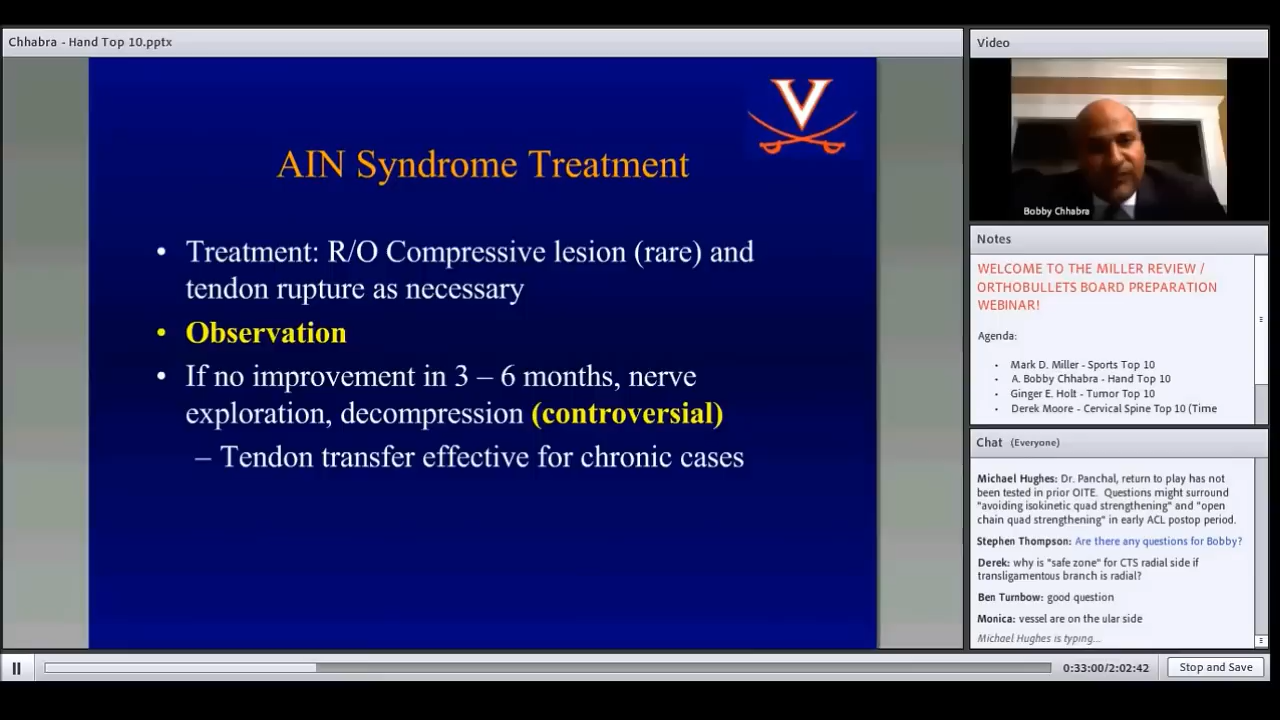 Chhabra - Hand Top 10.pptx
V
AIN Syndrome Treatment
• Treatment: R/O Compressive lesion (rare) and
tendon rupture as necessary
• Observation
• If no improvement in 3 – 6 months, nerve
exploration, decompression (controversial)
– Tendon transfer effective for chronic cases
Video
Bobby Chhabra
Notes
WELCOME TO THE MILLER REVIEW /
ORTHOBULLETS BOARD PREPARATION
WEBINAR!
Agenda:
• Mark D. Miller - Sports Top 10
• A. Bobby Chhabra - Hand Top 10
• Ginger E. Holt - Tumor Top 10
• Derek Moore - Cervical Spine Top 10 (Time
Chat (Everyone)
Michael Hughes: Dr. Panchal, return to play has not
been tested in prior OITE. Questions might surround
"avoiding isokinetic quad strengthening" and "open
chain quad strengthening" in early ACL postop period.
Stephen Thompson: Are there any questions for Bobby?
Derek: why is "safe zone" for CTS radial side if
transligamentous branch is radial?
Ben Turnbow: good question
Monica: vessel are on the ular side
Michael Hughes is typing...
0:33:00/2:02:42
Stop and Save